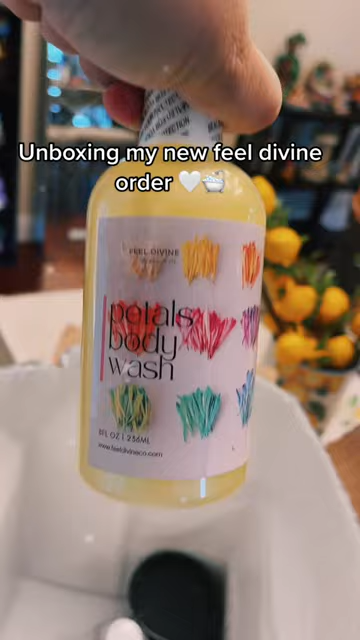 Unboxing my new feel divine
order 🤍🛁
FEEL DIVINE
petals
body
wash
8FL OZ | 236ML
www.feeldivineco.com